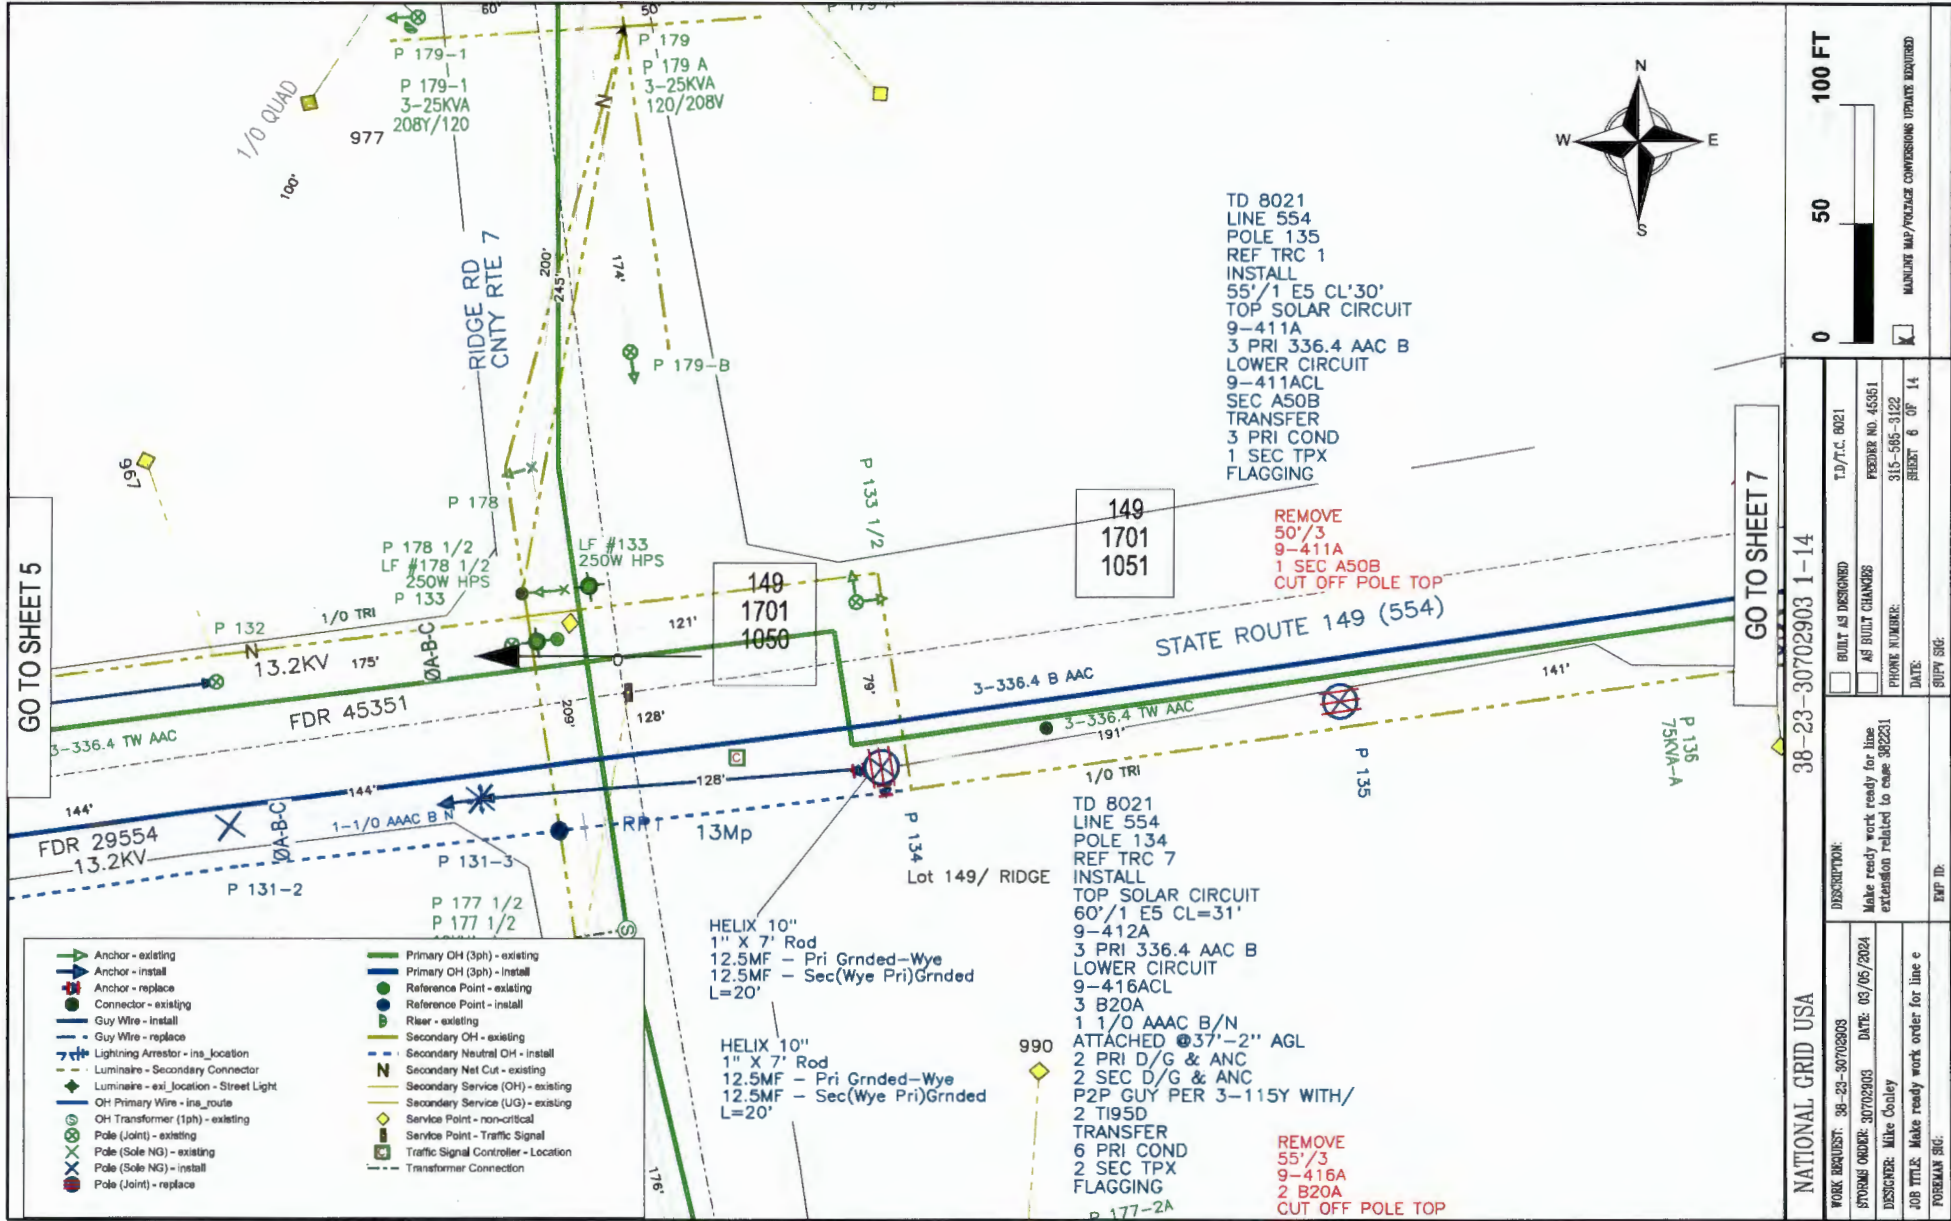 60'
50'
P 179-1
P 179
P 179 A
3-25KVA
120/208V
P 179-1
3-25KVA
208Y/120
1/0 QUAD
977
100'
N
N
W
E
S
RIDGE RD
CNTY RTE 7
200'
245'
174'
P 179-B
TD 8021
LINE 554
POLE 135
REF TRC 1
INSTALL
55'/1 E5 CL'30'
TOP SOLAR CIRCUIT
9-411A
3 PRI 336.4 AAC B
LOWER CIRCUIT
9-411ACL
SEC A50B
TRANSFER
3 PRI COND
1 SEC TPX
FLAGGING
REMOVE
50'/3
9-411A
1 SEC A50B
CUT OFF POLE TOP
967
P 178
P 178 1/2
LF #178 1/2
250W HPS
P 133
LF #133
250W HPS
P 133 1/2
149
1701
1051
149
1701
1050
GO TO SHEET 5
GO TO SHEET 7
P 132
1/0 TRI
N
13.2KV
175'
ØA-B-C
121'
STATE ROUTE 149 (554)
3-336.4 B AAC
79'
FDR 45351
3-336.4 TW AAC
209'
128'
3-336.4 TW AAC
191'
141'
C
P 136
75KVA-A
P 135
1/0 TRI
144'
144'
128'
FDR 29554
13.2KV
ØA-B-C
1-1/0 AAAC B N
13Mp
P 131-3
P 131-2
P 134
Lot 149/ RIDGE
P 177 1/2
P 177 1/2
S
TD 8021
LINE 554
POLE 134
REF TRC 7
INSTALL
TOP SOLAR CIRCUIT
60'/1 E5 CL=31'
9-412A
3 PRI 336.4 AAC B
LOWER CIRCUIT
9-416ACL
3 B20A
1 1/0 AAAC B/N
ATTACHED @37'-2" AGL
2 PRI D/G & ANC
2 SEC D/G & ANC
P2P GUY PER 3-115Y WITH/
2 TI95D
TRANSFER
6 PRI COND
2 SEC TPX
FLAGGING
REMOVE
55'/3
9-416A
2 B20A
CUT OFF POLE TOP
P 177-2A
HELIX 10"
1" X 7' Rod
12.5MF - Pri Grnded-Wye
12.5MF - Sec(Wye Pri)Grnded
L=20'
HELIX 10"
1" X 7' Rod
12.5MF - Pri Grnded-Wye
12.5MF - Sec(Wye Pri)Grnded
L=20'
990
176'
Anchor - existing
Anchor - install
Anchor - replace
Connector - existing
Guy Wire - install
Guy Wire - replace
Lightning Arrestor - ins_location
Luminaire - Secondary Connector
Luminaire - exi_location - Street Light
OH Primary Wire - ins_route
OH Transformer (1ph) - existing
Pole (Joint) - existing
Pole (Sole NG) - existing
Pole (Sole NG) - install
Pole (Joint) - replace
Primary OH (3ph) - existing
Primary OH (3ph) - install
Reference Point - existing
Reference Point - install
Riser - existing
Secondary OH - existing
Secondary Neutral OH - install
N Secondary Net Cut - existing
Secondary Service (OH) - existing
Secondary Service (UG) - existing
Service Point - non-critical
Service Point - Traffic Signal
Traffic Signal Controller - Location
Transformer Connection
NATIONAL GRID USA
38-23-30702903 1-14
WORK REQUEST: 38-23-30702903
STORMS ORDER: 30702903 DATE: 03/05/2024
DESIGNER: Mike Conley
JOB TITLE: Make ready work order for line e
FOREMAN SIG:
EMP ID:
DESCRIPTION:
Make ready work ready for line
extension related to case 382231
BUILT AS DESIGNED
AS BUILT CHANGES
T.D/T.C. 8021
FEEDER NO. 45351
PHONE NUMBER: 315-565-3122
DATE:
SHEET 6 OF 14
SUPV SIG:
0
50
100 FT
MAINLINE MAP/VOLTAGE CONVERSIONS UPDATE REQUIRED